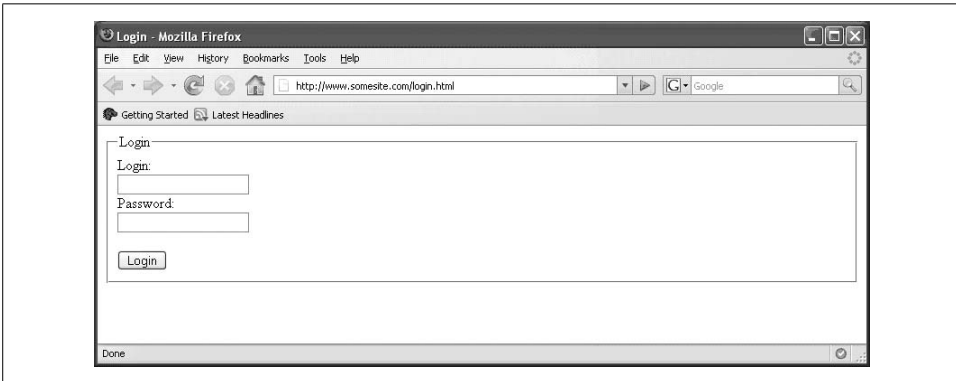 Login - Mozilla Firefox
File Edit View History Bookmarks Tools Help
http://www.somesite.com/login.html G Google
Getting Started Latest Headlines
Login
Login:
Password:
Login
Done